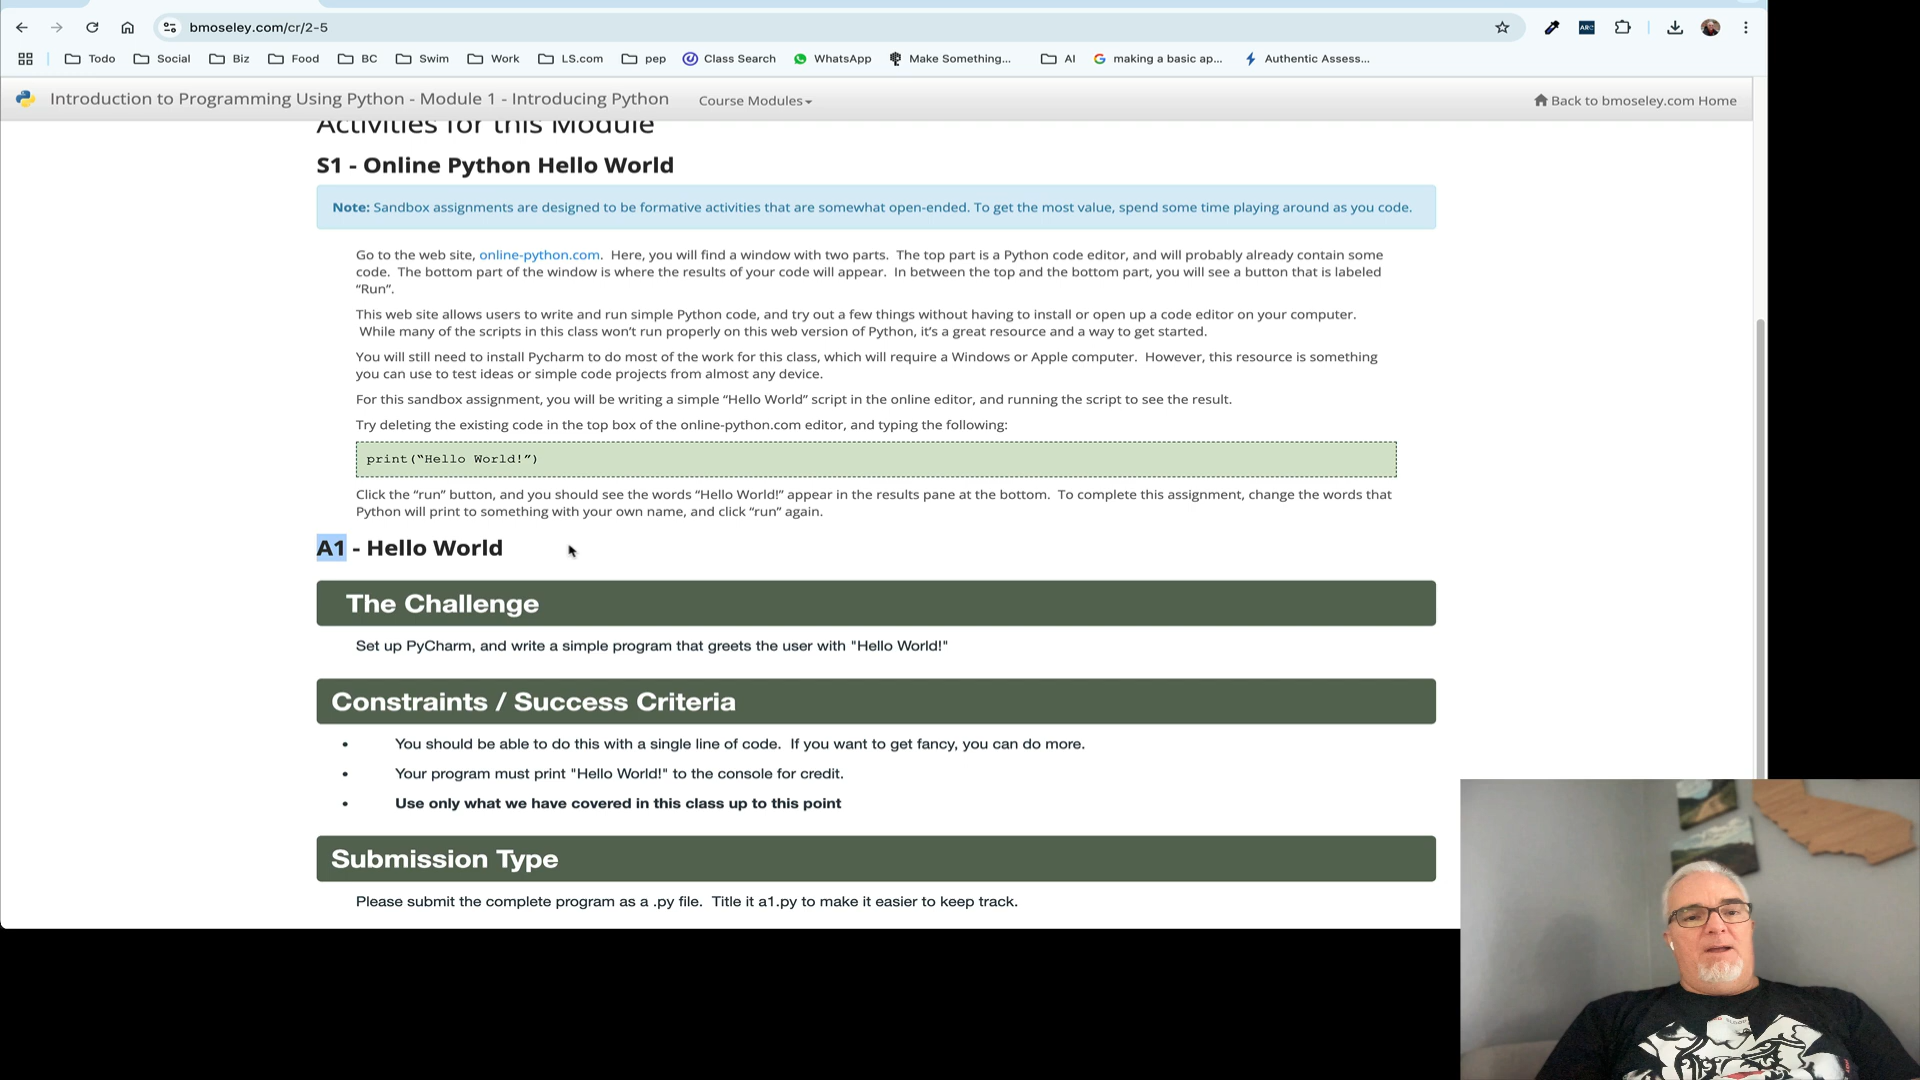 bmoseley.com/cr/2-5
Todo Social Biz Food BC Swim Work LS.com pep Class Search WhatsApp Make Something... AI making a basic ap... Authentic Assess...
Introduction to Programming Using Python - Module 1 - Introducing Python Course Modules Back to bmoseley.com Home
Activities for this Module
S1 - Online Python Hello World
Note: Sandbox assignments are designed to be formative activities that are somewhat open-ended. To get the most value, spend some time playing around as you code.
Go to the web site, online-python.com. Here, you will find a window with two parts. The top part is a Python code editor, and will probably already contain some
code. The bottom part of the window is where the results of your code will appear. In between the top and the bottom part, you will see a button that is labeled
“Run”.
This web site allows users to write and run simple Python code, and try out a few things without having to install or open up a code editor on your computer.
While many of the scripts in this class won’t run properly on this web version of Python, it’s a great resource and a way to get started.
You will still need to install Pycharm to do most of the work for this class, which will require a Windows or Apple computer. However, this resource is something
you can use to test ideas or simple code projects from almost any device.
For this sandbox assignment, you will be writing a simple “Hello World” script in the online editor, and running the script to see the result.
Try deleting the existing code in the top box of the online-python.com editor, and typing the following:
print(“Hello World!”)
Click the “run” button, and you should see the words “Hello World!” appear in the results pane at the bottom. To complete this assignment, change the words that
Python will print to something with your own name, and click “run” again.
A1 - Hello World
The Challenge
Set up PyCharm, and write a simple program that greets the user with "Hello World!"
Constraints / Success Criteria
• You should be able to do this with a single line of code. If you want to get fancy, you can do more.
• Your program must print "Hello World!" to the console for credit.
• Use only what we have covered in this class up to this point
Submission Type
Please submit the complete program as a .py file. Title it a1.py to make it easier to keep track.